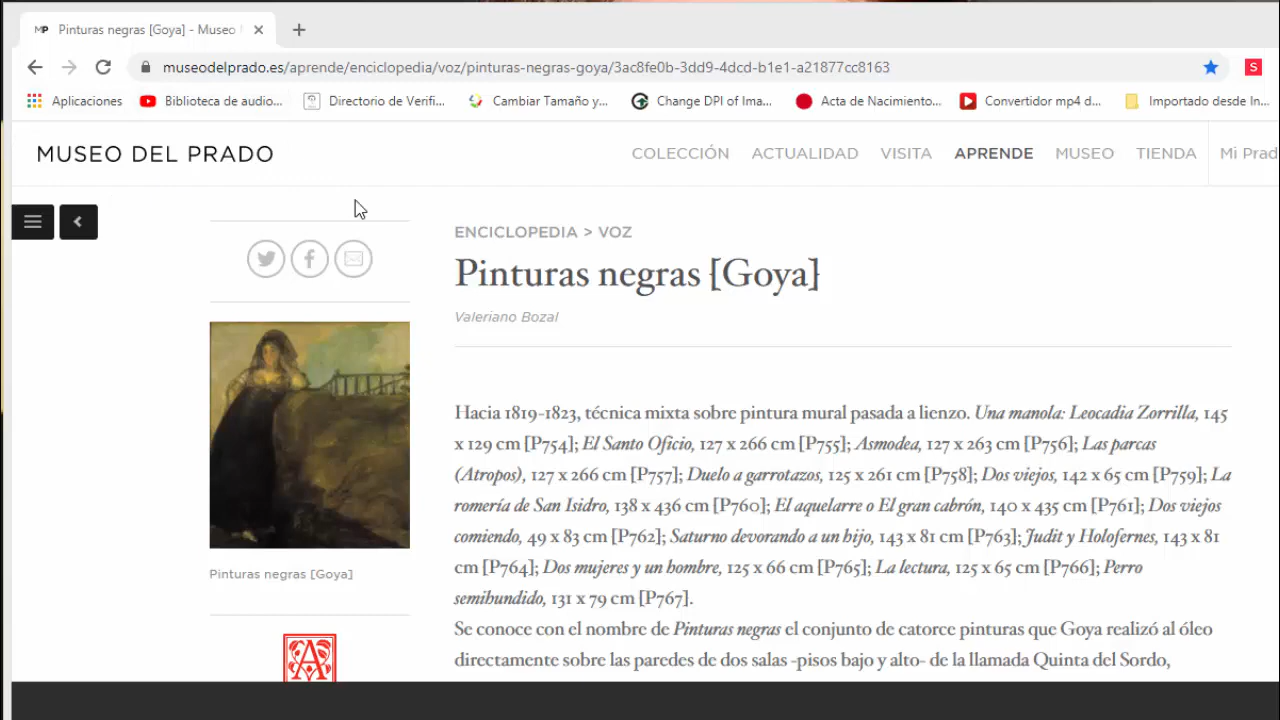 Pinturas negras [Goya] - Museo
museodelprado.es/aprende/enciclopedia/voz/pinturas-negras-goya/3ac8fe0b-3dd9-4dcd-b1e1-a21877cc8163
S
Aplicaciones Biblioteca de audio... Directorio de Verifi... Cambiar Tamaño y... Change DPI of Ima... Acta de Nacimiento... Convertidor mp4 d... Importado desde In...
MUSEO DEL PRADO COLECCIÓN ACTUALIDAD VISITA APRENDE MUSEO TIENDA Mi Prad
ENCICLOPEDIA > VOZ
Pinturas negras [Goya]
Valeriano Bozal
Hacia 1819-1823, técnica mixta sobre pintura mural pasada a lienzo. Una manola: Leocadia Zorrilla, 145
x 129 cm [P754]; El Santo Oficio, 127 x 266 cm [P755]; Asmodea, 127 x 263 cm [P756]; Las parcas
(Atropos), 127 x 266 cm [P757]; Duelo a garrotazos, 125 x 261 cm [P758]; Dos viejos, 142 x 65 cm [P759]; La
romería de San Isidro, 138 x 436 cm [P760]; El aquelarre o El gran cabrón, 140 x 435 cm [P761]; Dos viejos
comiendo, 49 x 83 cm [P762]; Saturno devorando a un hijo, 143 x 81 cm [P763]; Judit y Holofernes, 143 x 81
cm [P764]; Dos mujeres y un hombre, 125 x 66 cm [P765]; La lectura, 125 x 65 cm [P766]; Perro
semihundido, 131 x 79 cm [P767].
Se conoce con el nombre de Pinturas negras el conjunto de catorce pinturas que Goya realizó al óleo
directamente sobre las paredes de dos salas -pisos bajo y alto- de la llamada Quinta del Sordo,
Pinturas negras [Goya]
A